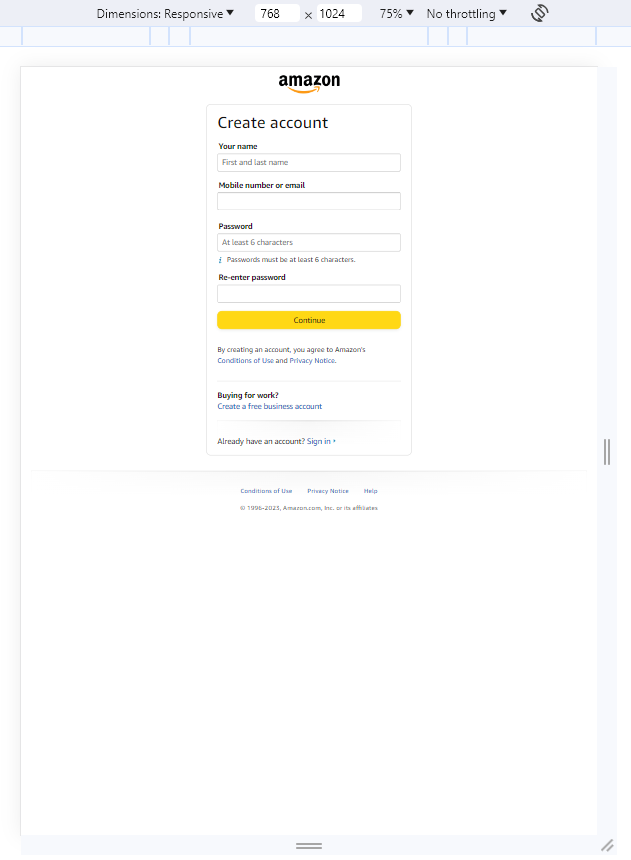 Dimensions: Responsive ▼ 768 × 1024 75% ▼ No throttling ▼
amazon
Create account
Your name
First and last name
Mobile number or email
Password
At least 6 characters
i Passwords must be at least 6 characters.
Re-enter password
Continue
By creating an account, you agree to Amazon's
Conditions of Use and Privacy Notice.
Buying for work?
Create a free business account
Already have an account? Sign in ▸
Conditions of Use Privacy Notice Help
© 1996-2023, Amazon.com, Inc. or its affiliates